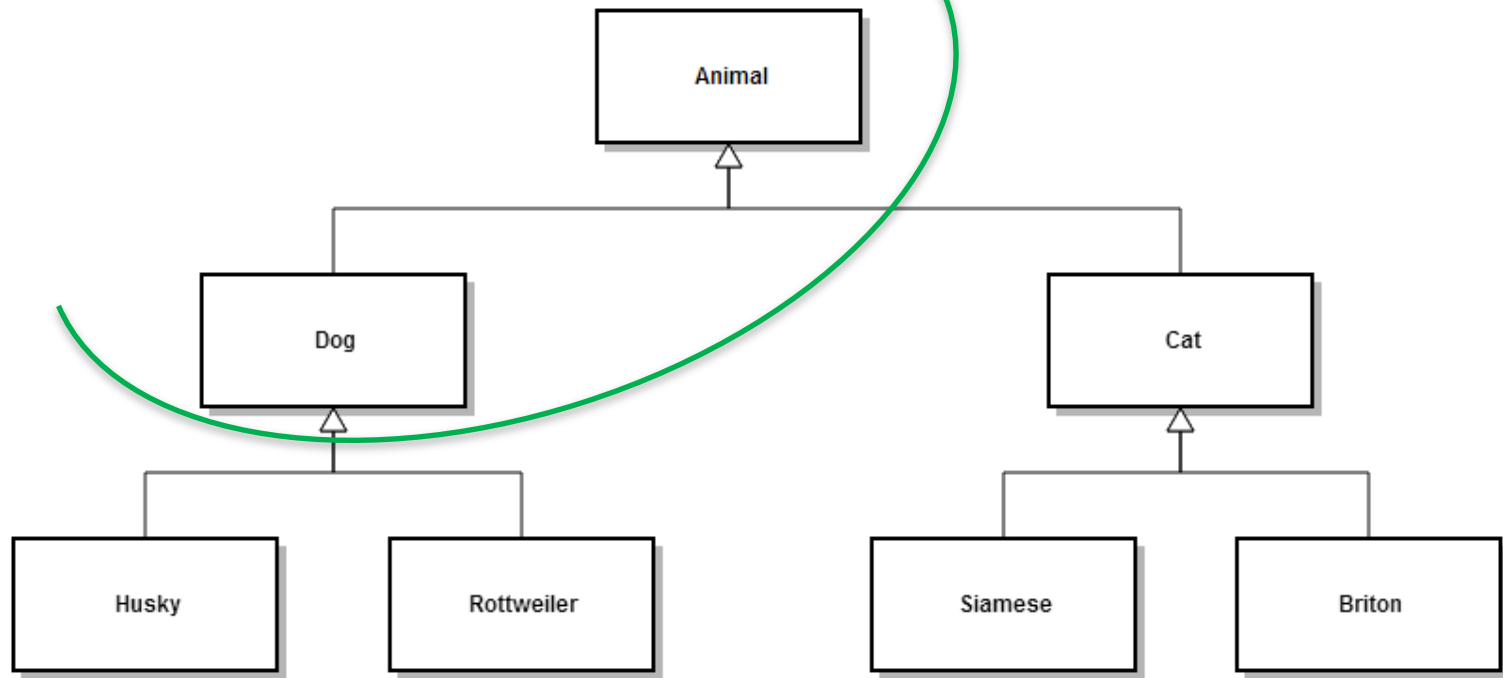 Animal
Dog
Cat
Husky
Rottweiler
Siamese
Briton